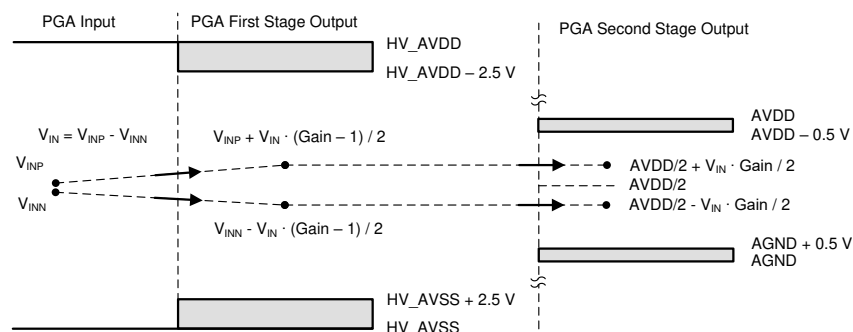 PGA Input
PGA First Stage Output
PGA Second Stage Output
HV_AVDD
HV_AVDD – 2.5 V
AVDD
AVDD – 0.5 V
V_INP + V_IN · (Gain – 1) / 2
V_IN = V_INP - V_INN
V_INP
V_INN
AVDD/2 + V_IN · Gain / 2
AVDD/2
AVDD/2 - V_IN · Gain / 2
V_INN - V_IN · (Gain – 1) / 2
AGND + 0.5 V
AGND
HV_AVSS + 2.5 V
HV_AVSS